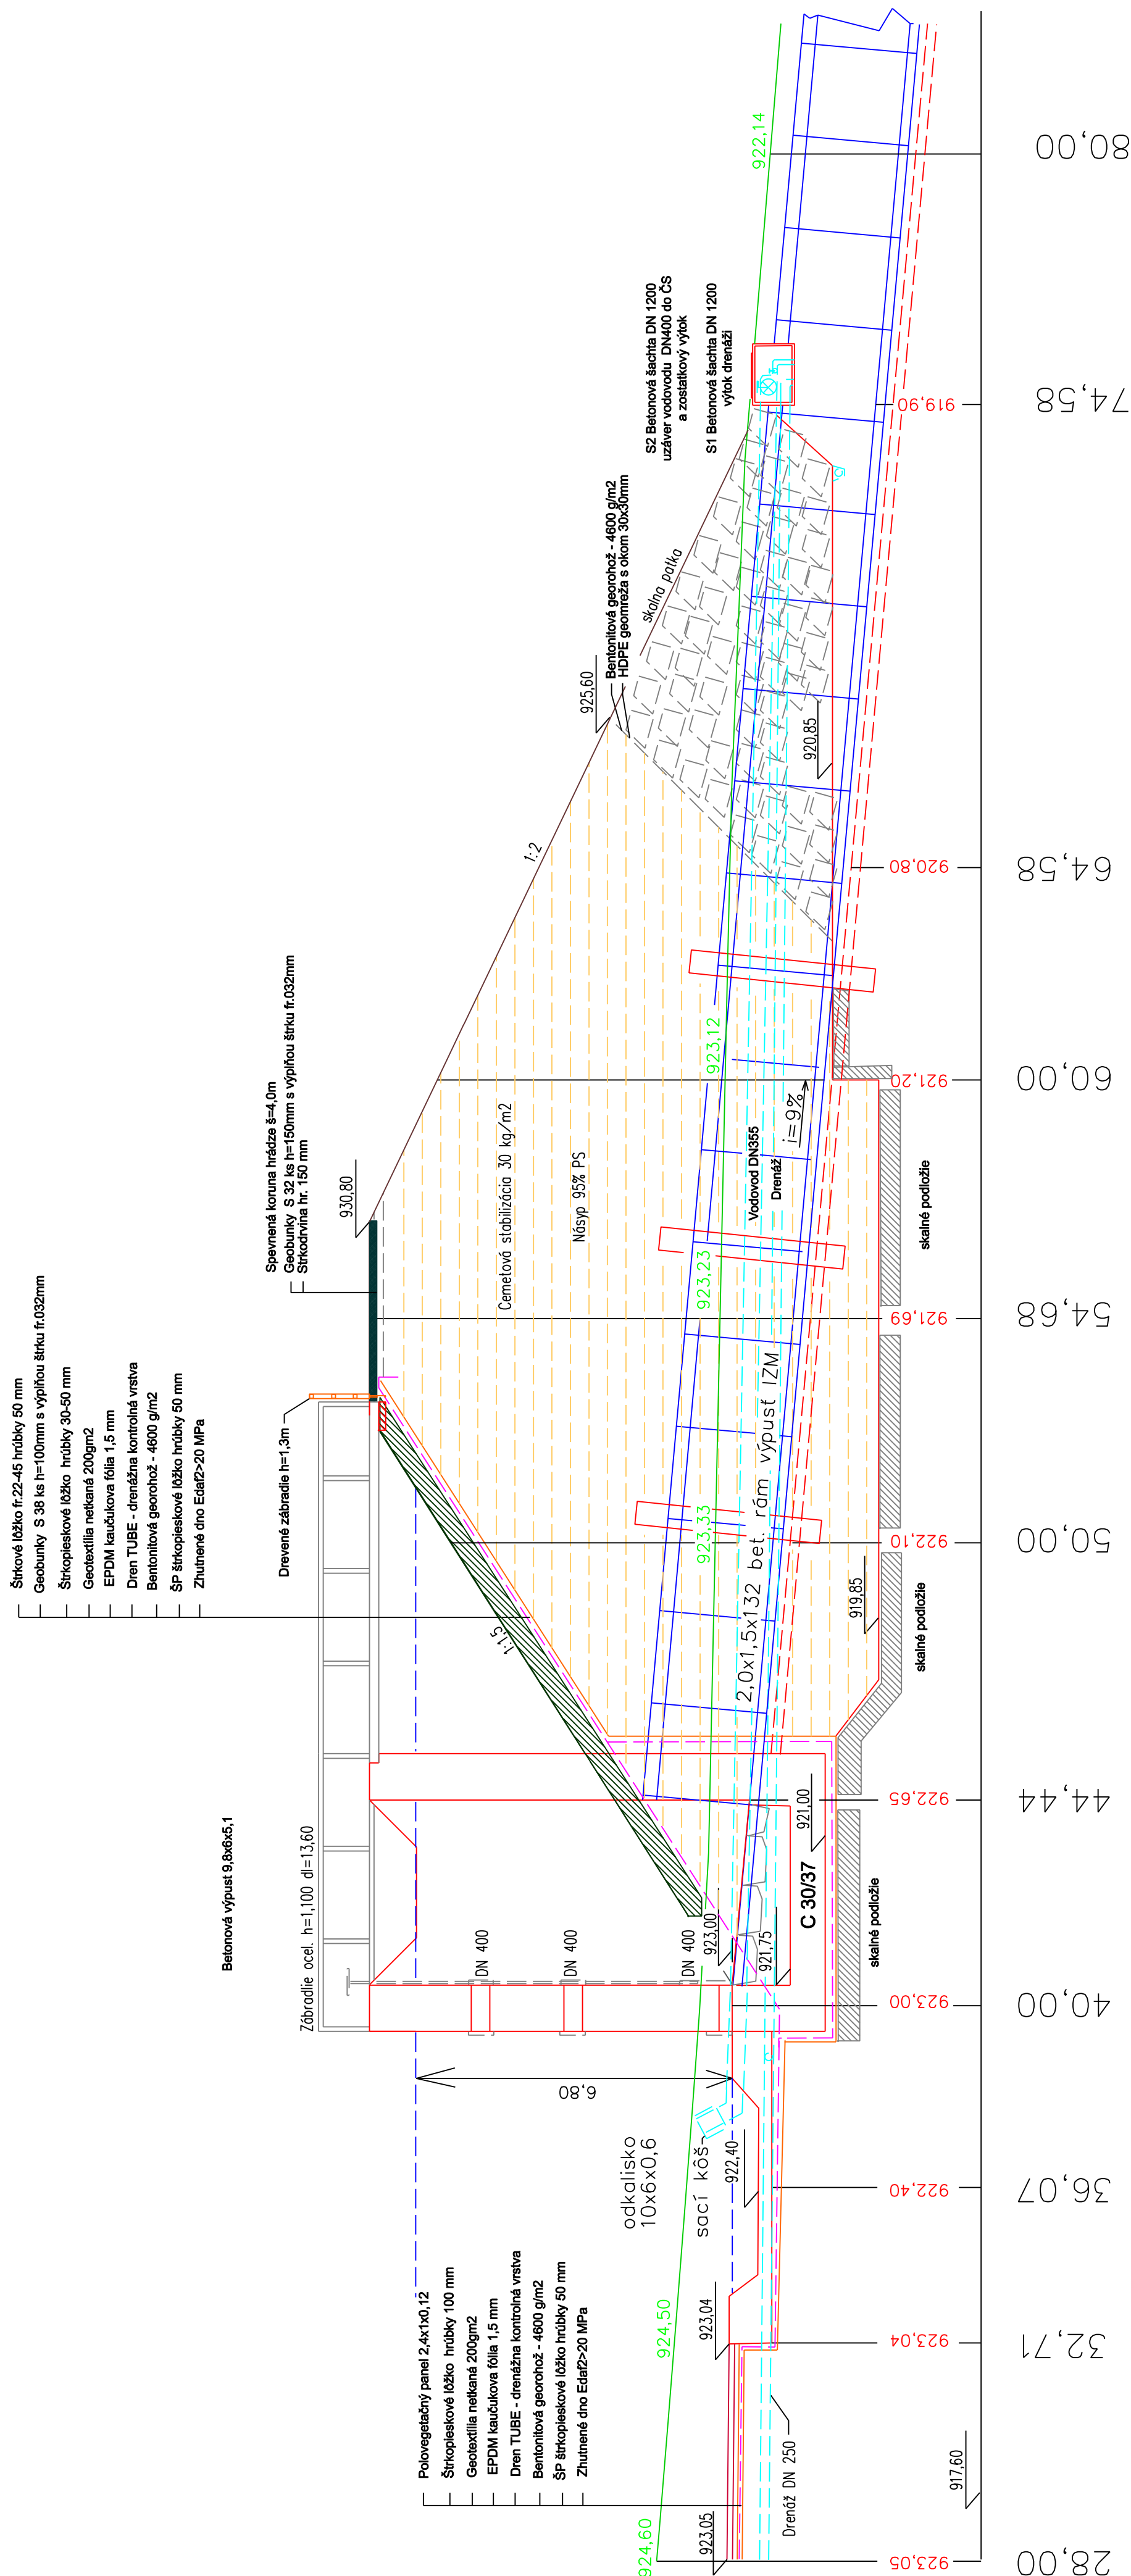 Štrkové lôžko fr.22-45 hrúbky 50 mm
Geobunky S 38 ks h=100mm s výplňou štrku fr.032mm
Štrkopieskové lôžko hrúbky 30-50 mm
Geotextília netkaná 200gm2
EPDM kaučukova fólia 1,5 mm
Dren TUBE - drenážna kontrolná vrstva
Bentonitová georohož - 4600 g/m2
ŠP štrkopieskové lôžko hrúbky 50 mm
Zhutnené dno Edaf2>20 MPa
Spevnená koruna hrádze š=4,0m
Geobunky S 32 ks h=150mm s výplňou štrku fr.032mm
Štrkodrvina hr. 150 mm
Drevené zábradlie h=1,3m
Betonová výpust 9,8x6x5,1
Zábradlie ocel. h=1,100 dl=13,60
930,80
1:2
1:1,5
Cemetová stabilizácia 30 kg/m2
Násyp 95% PS
925,60
Bentonitová georohož - 4600 g/m2
HDPE geomreža s okom 30x30mm
skalna patka
S2 Betonová šachta DN 1200
uzáver vodovodu DN400 do ČS
a zostatkový výtok
S1 Betonová šachta DN 1200
výtok drenáži
Polovegetačný panel 2,4x1x0,12
Štrkopieskové lôžko hrúbky 100 mm
Geotextília netkaná 200gm2
EPDM kaučukova fólia 1,5 mm
Dren TUBE - drenážna kontrolná vrstva
Bentonitová georohož - 4600 g/m2
ŠP štrkopieskové lôžko hrúbky 50 mm
Zhutnené dno Edaf2>20 MPa
DN 400
DN 400
DN 400
6,80
odkalisko
10x6x0,6
sací kôš
924,60
924,50
923,33
923,23
923,12
922,14
923,05
923,04
922,40
923,00
921,75
921,00
C 30/37
2,0x1,5x132 bet. rám výpusť IZM
Vodovod DN355
Drenáž
i=9%
920,85
919,85
Drenáž DN 250
skalné podložie
skalné podložie
skalné podložie
917,60
923,05
923,04
922,40
923,00
922,65
922,10
921,69
921,20
920,80
919,90
28,00
32,71
36,07
40,00
44,44
50,00
54,68
60,00
64,58
74,58
80,00